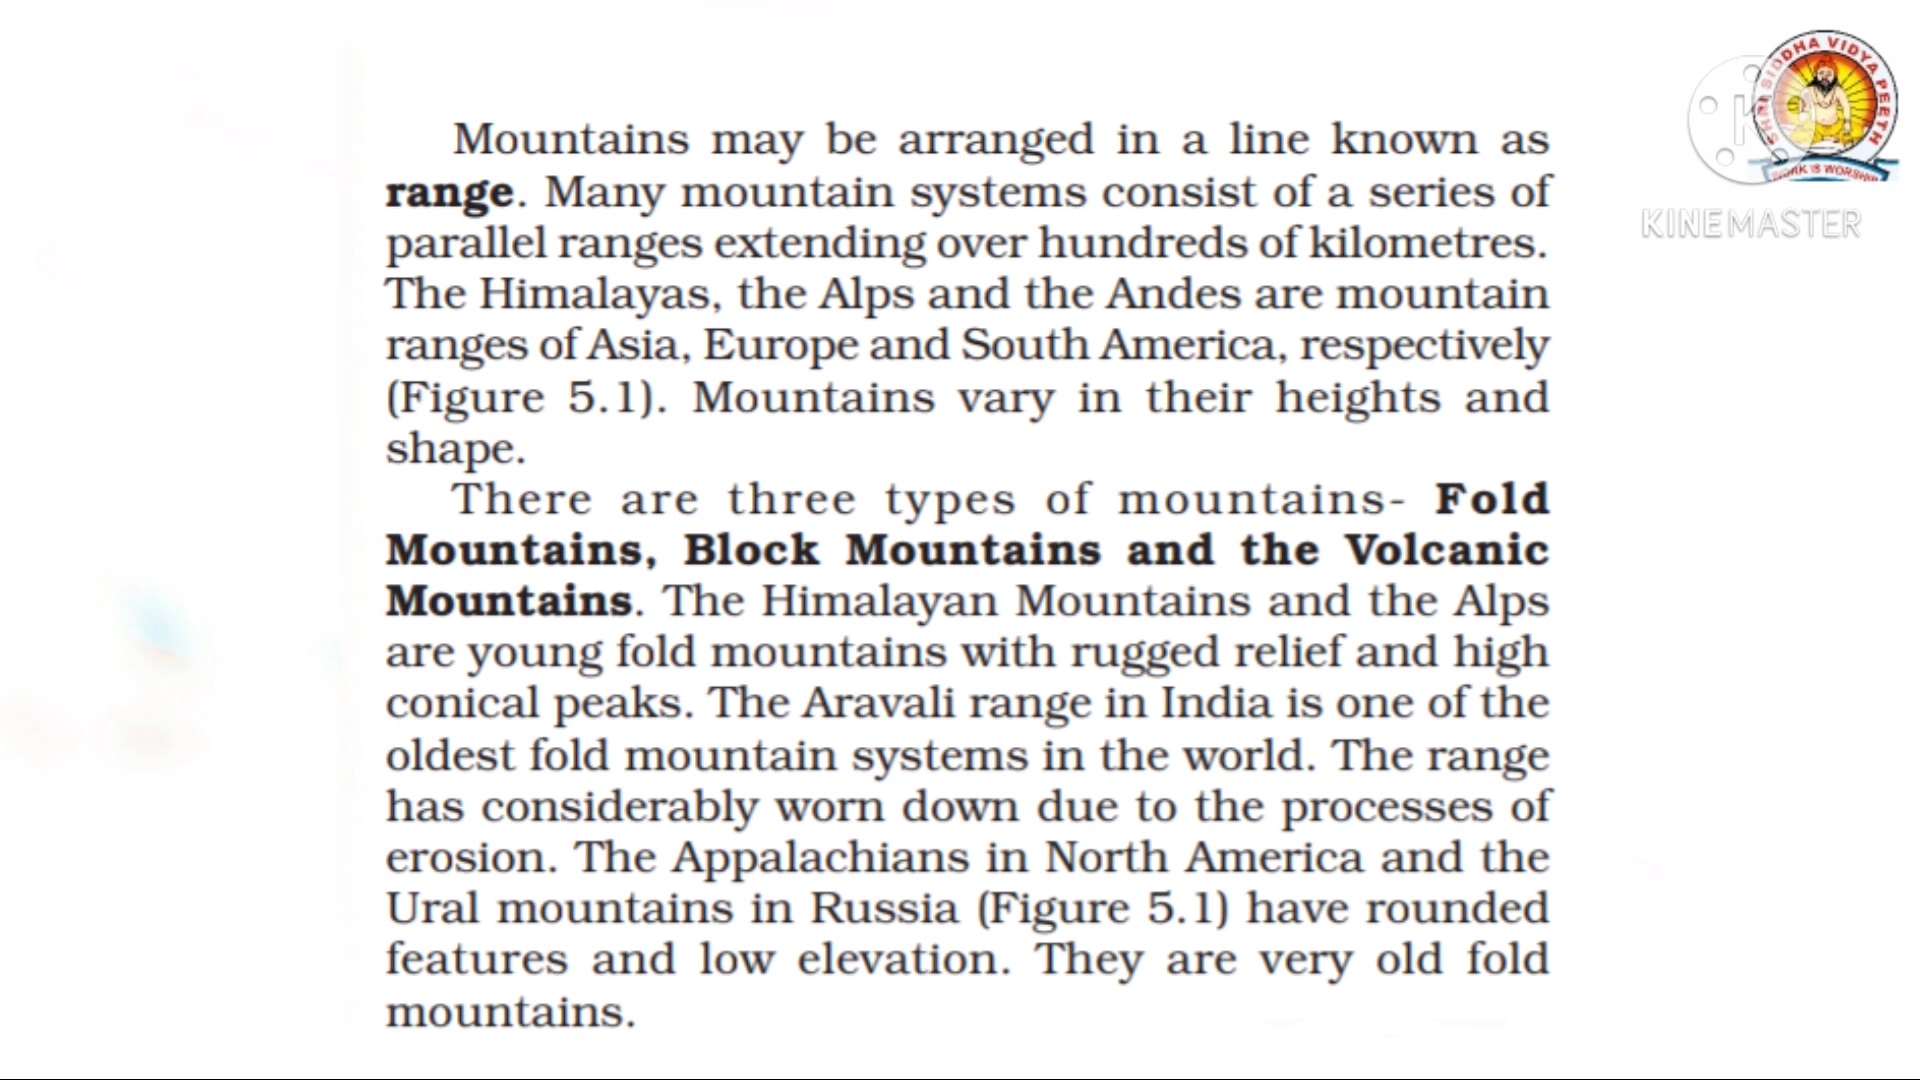 Mountains may be arranged in a line known as
range. Many mountain systems consist of a series of
parallel ranges extending over hundreds of kilometres.
The Himalayas, the Alps and the Andes are mountain
ranges of Asia, Europe and South America, respectively
(Figure 5.1). Mountains vary in their heights and
shape.
There are three types of mountains- Fold
Mountains, Block Mountains and the Volcanic
Mountains. The Himalayan Mountains and the Alps
are young fold mountains with rugged relief and high
conical peaks. The Aravali range in India is one of the
oldest fold mountain systems in the world. The range
has considerably worn down due to the processes of
erosion. The Appalachians in North America and the
Ural mountains in Russia (Figure 5.1) have rounded
features and low elevation. They are very old fold
mountains.
SHRI SIDDHA VIDYA PEETH
WORK IS WORSHIP
K
KINEMASTER